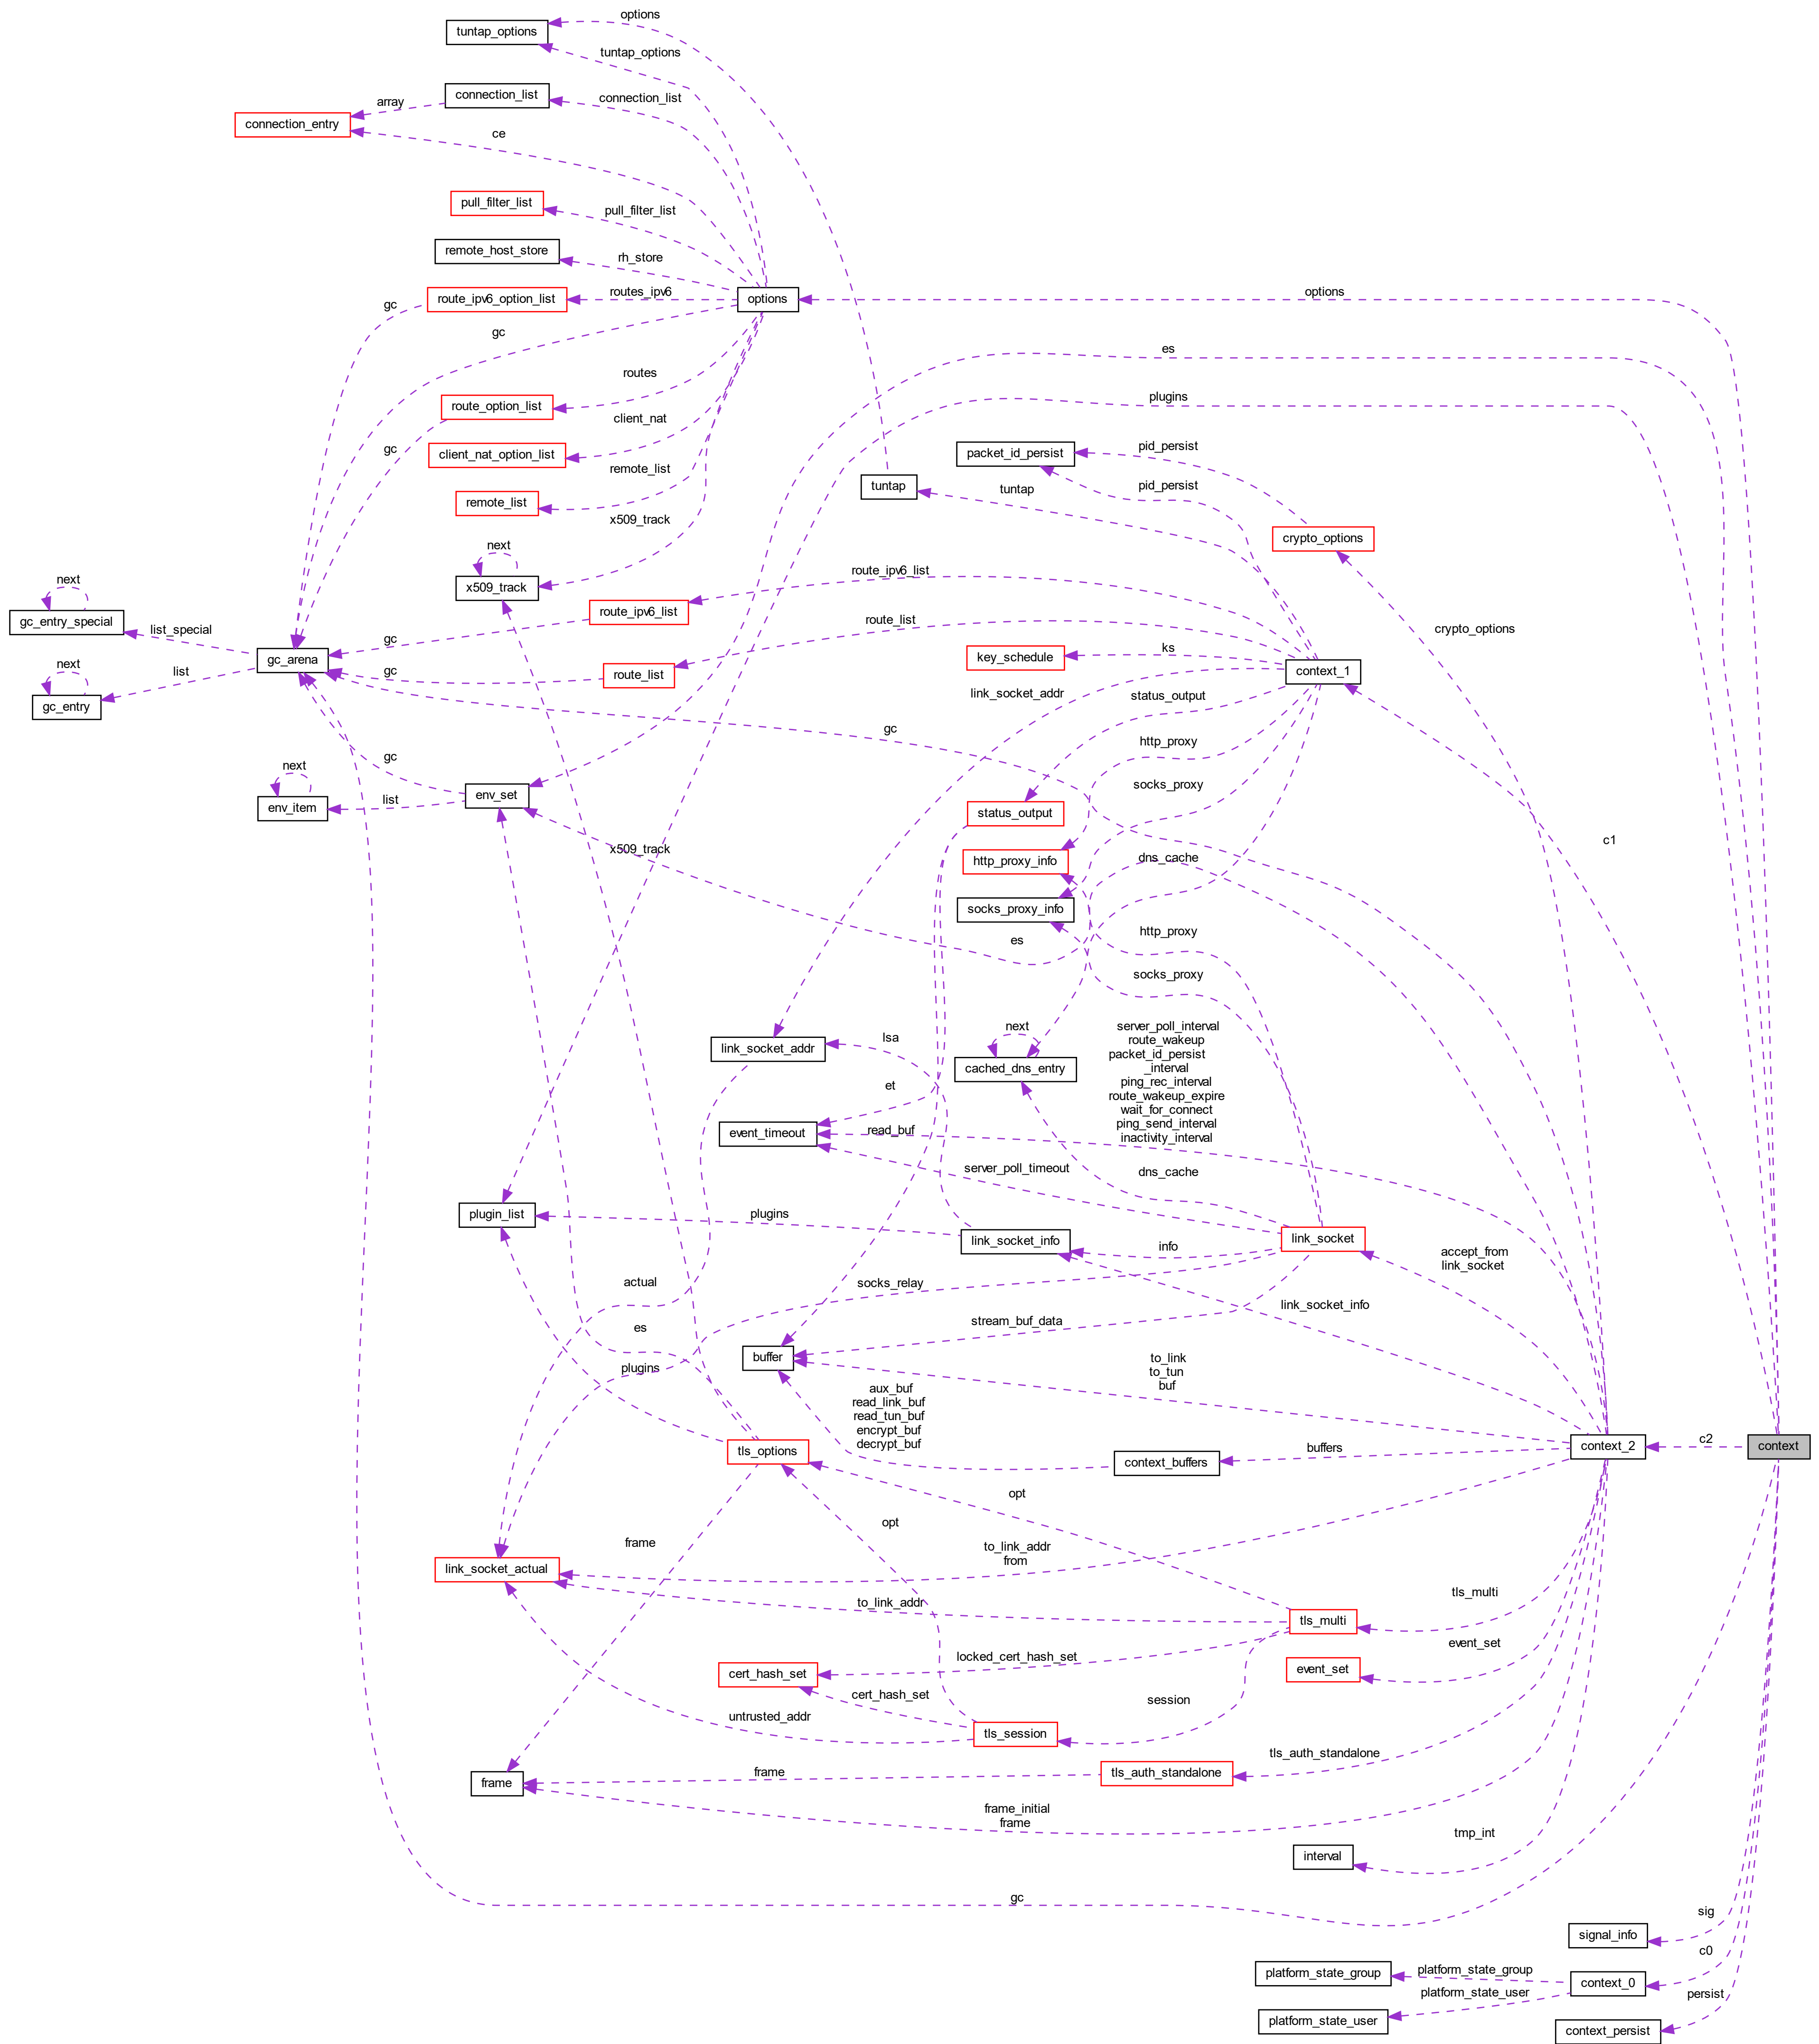 options
tuntap_options
tuntap_options
connection_list
connection_list
array
connection_entry
ce
pull_filter_list
pull_filter_list
remote_host_store
rh_store
route_ipv6_option_list
routes_ipv6
options
options
gc
gc
es
routes
plugins
route_option_list
client_nat
gc
client_nat_option_list
packet_id_persist
pid_persist
remote_list
tuntap
tuntap
pid_persist
remote_list
x509_track
crypto_options
next
x509_track
route_ipv6_list
next
route_ipv6_list
gc_entry_special
list_special
route_list
crypto_options
gc
gc_arena
key_schedule
ks
context_1
list
gc
route_list
next
gc_entry
link_socket_addr
status_output
gc
http_proxy
gc
next
env_set
socks_proxy
list
env_item
status_output
c1
x509_track
http_proxy_info
dns_cache
socks_proxy_info
es
http_proxy
socks_proxy
server_poll_interval
route_wakeup
packet_id_persist
_interval
ping_rec_interval
route_wakeup_expire
wait_for_connect
ping_send_interval
inactivity_interval
next
lsa
link_socket_addr
cached_dns_entry
et
event_timeout
read_buf
server_poll_timeout
dns_cache
plugin_list
plugins
link_socket_info
info
link_socket
accept_from
link_socket
actual
socks_relay
link_socket_info
stream_buf_data
es
buffer
to_link
to_tun
buf
plugins
aux_buf
read_link_buf
read_tun_buf
encrypt_buf
decrypt_buf
tls_options
context_buffers
buffers
context_2
c2
context
opt
opt
frame
to_link_addr
from
link_socket_actual
to_link_addr
tls_multi
tls_multi
locked_cert_hash_set
event_set
event_set
cert_hash_set
cert_hash_set
session
untrusted_addr
tls_session
tls_auth_standalone
frame
frame
tls_auth_standalone
frame_initial
frame
tmp_int
interval
gc
sig
signal_info
c0
platform_state_group
platform_state_group
context_0
platform_state_user
persist
platform_state_user
context_persist